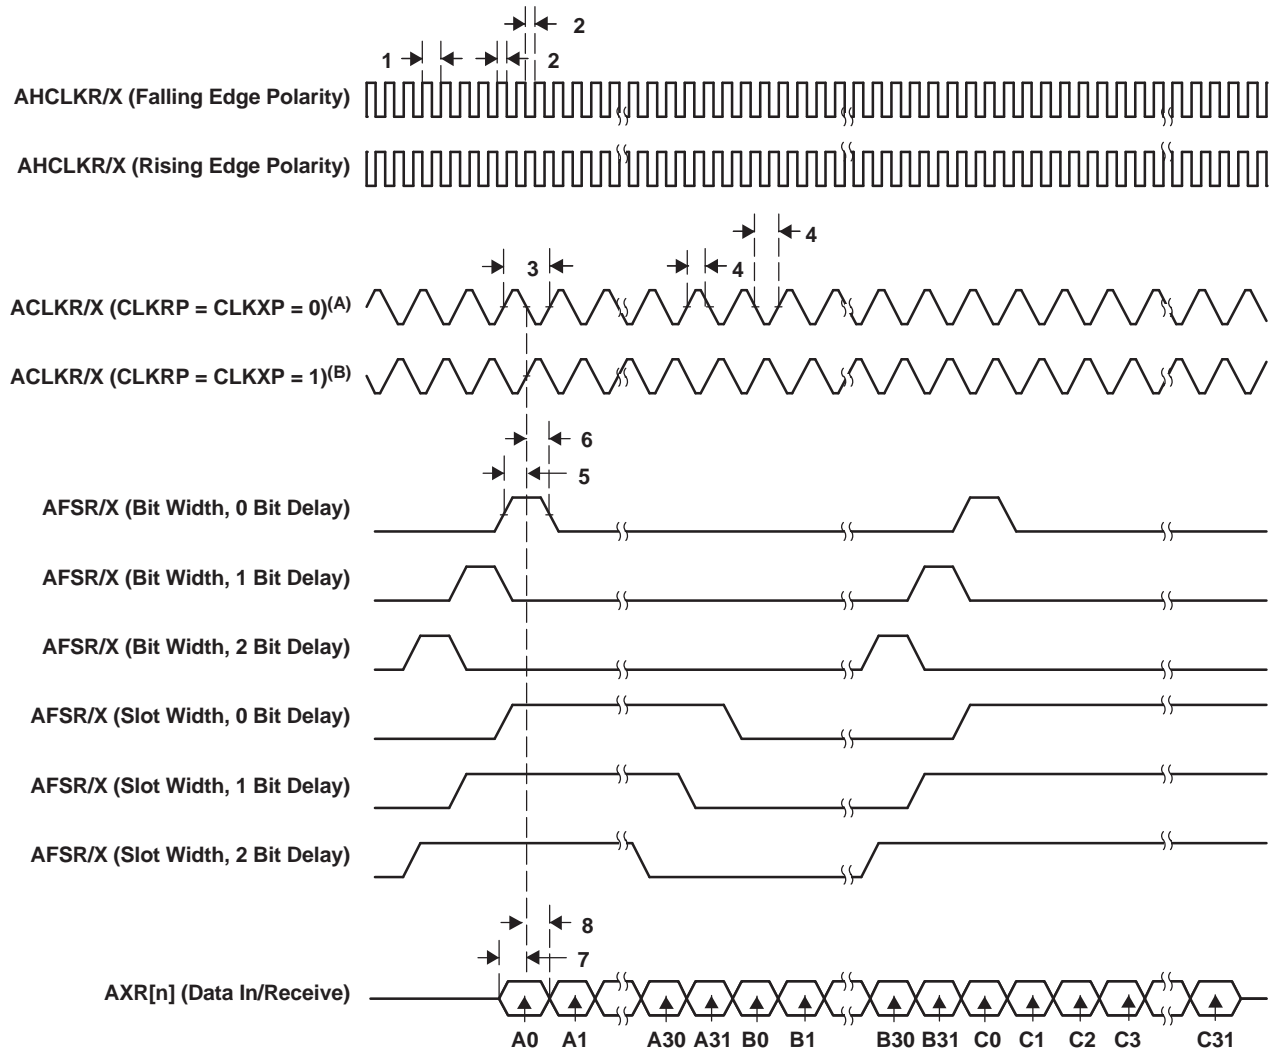 2
1
2
AHCLKR/X (Falling Edge Polarity)
AHCLKR/X (Rising Edge Polarity)
4
3
4
ACLKR/X (CLKRP = CLKXP = 0)(A)
ACLKR/X (CLKRP = CLKXP = 1)(B)
6
5
AFSR/X (Bit Width, 0 Bit Delay)
AFSR/X (Bit Width, 1 Bit Delay)
AFSR/X (Bit Width, 2 Bit Delay)
AFSR/X (Slot Width, 0 Bit Delay)
AFSR/X (Slot Width, 1 Bit Delay)
AFSR/X (Slot Width, 2 Bit Delay)
8
7
AXR[n] (Data In/Receive)
A0 A1 A30 A31 B0 B1 B30 B31 C0 C1 C2 C3 C31